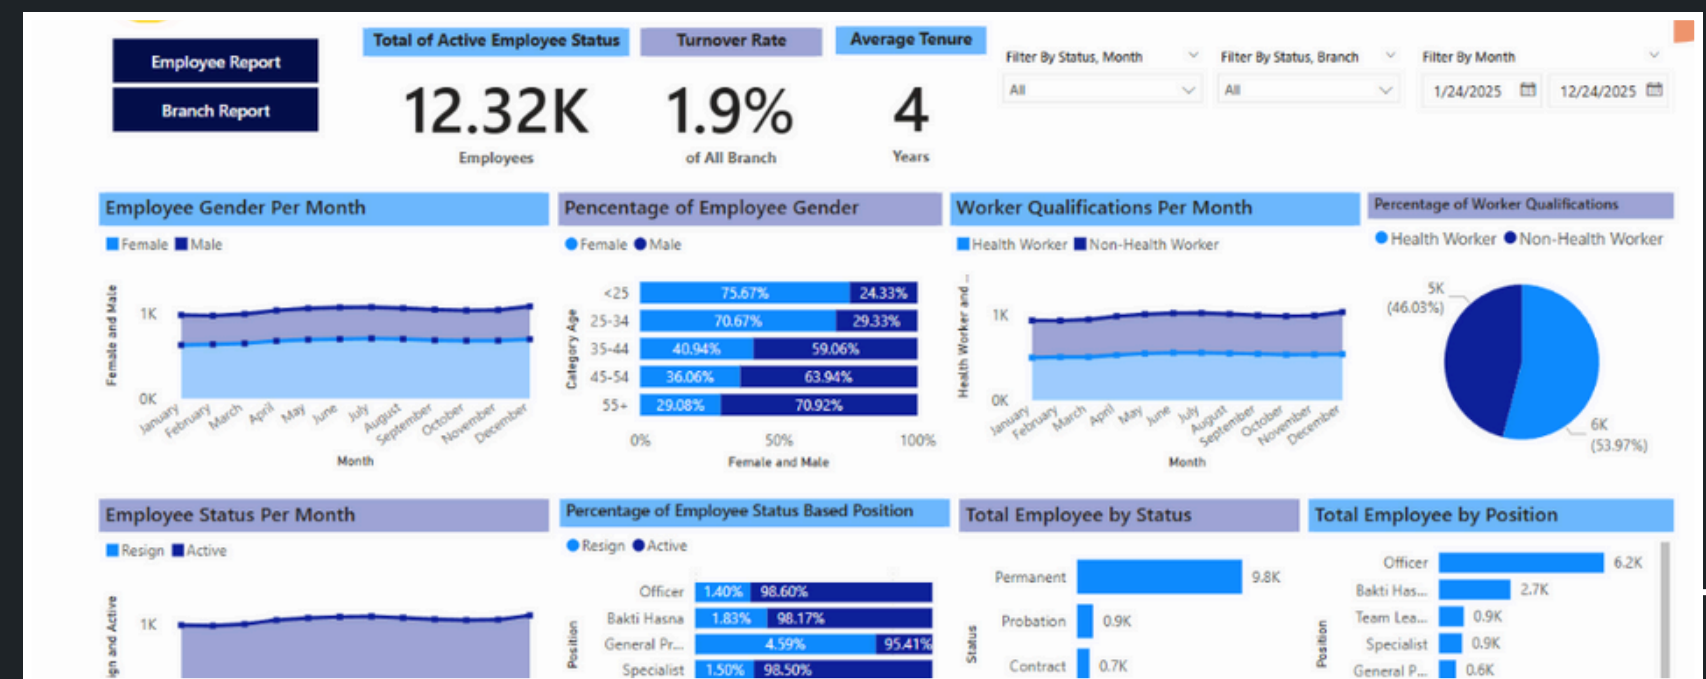 Employee Report
Branch Report
Total of Active Employee Status
12.32K
Employees
Turnover Rate
1.9%
of All Branch
Average Tenure
4
Years
Filter By Status, Month
All
Filter By Status, Branch
All
Filter By Month
1/24/2025
12/24/2025
Employee Gender Per Month
Female Male
Female and Male
1K
0K
January
February
March
April
May
June
July
August
September
October
November
December
Month
Pencentage of Employee Gender
Female Male
Category Age
<25 75.67% 24.33%
25-34 70.67% 29.33%
35-44 40.94% 59.06%
45-54 36.06% 63.94%
55+ 29.08% 70.92%
0% 50% 100%
Female and Male
Worker Qualifications Per Month
Health Worker Non-Health Worker
Health Worker and ...
1K
0K
January
February
March
April
May
June
July
August
September
October
November
December
Month
Percentage of Worker Qualifications
Health Worker Non-Health Worker
5K
(46.03%)
6K
(53.97%)
Employee Status Per Month
Resign Active
and Active
1K
Percentage of Employee Status Based Position
Resign Active
Position
Officer 1.40% 98.60%
Bakti Hasna 1.83% 98.17%
General Pr... 4.59% 95.41%
Specialist 1.50% 98.50%
Total Employee by Status
Status
Permanent 9.8K
Probation 0.9K
Contract 0.7K
Total Employee by Position
Position
Officer 6.2K
Bakti Has... 2.7K
Team Lea... 0.9K
Specialist 0.9K
General P... 0.6K